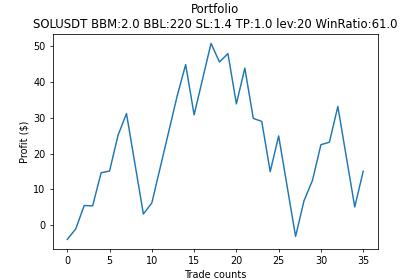 Portfolio
SOLUSDT BBM:2.0 BBL:220 SL:1.4 TP:1.0 lev:20 WinRatio:61.0
50
40
30
20
10
0
Profit ($)
0 5 10 15 20 25 30 35
Trade counts